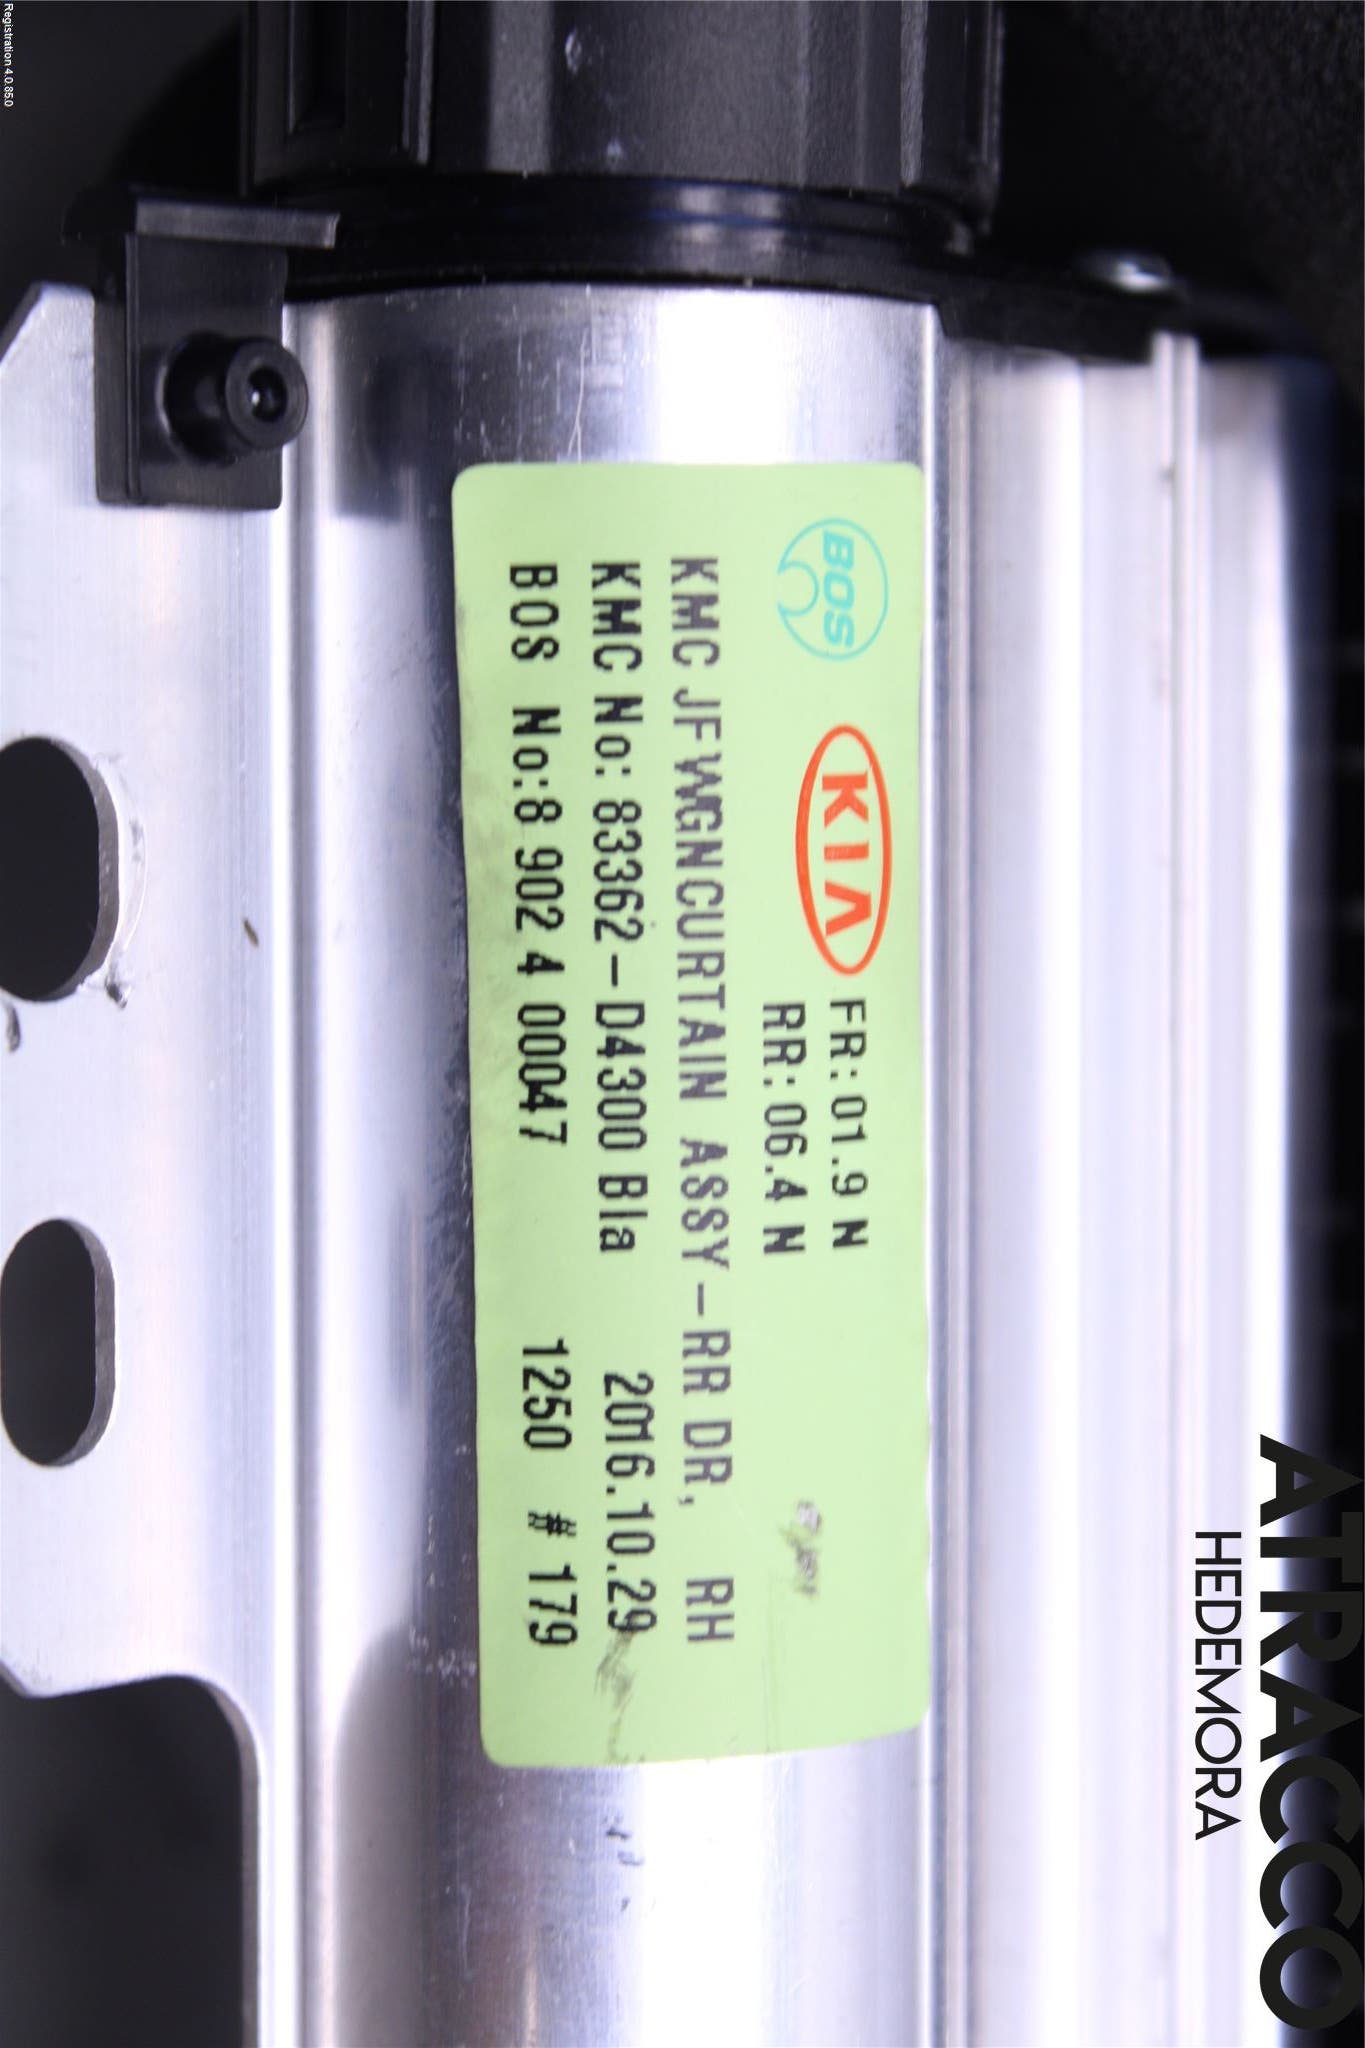 BOS
KIA
FR: 01.9 N
RR: 06.4 N
KMC JFWGNCURTAIN ASSY-RR DR, RH
KMC No: 83362-D4300 Bla 2016.10.29
BOS No:8 902 4 00047 1250 #179
ATRACCO
HEDEMORA
Registration 4.0.85.0